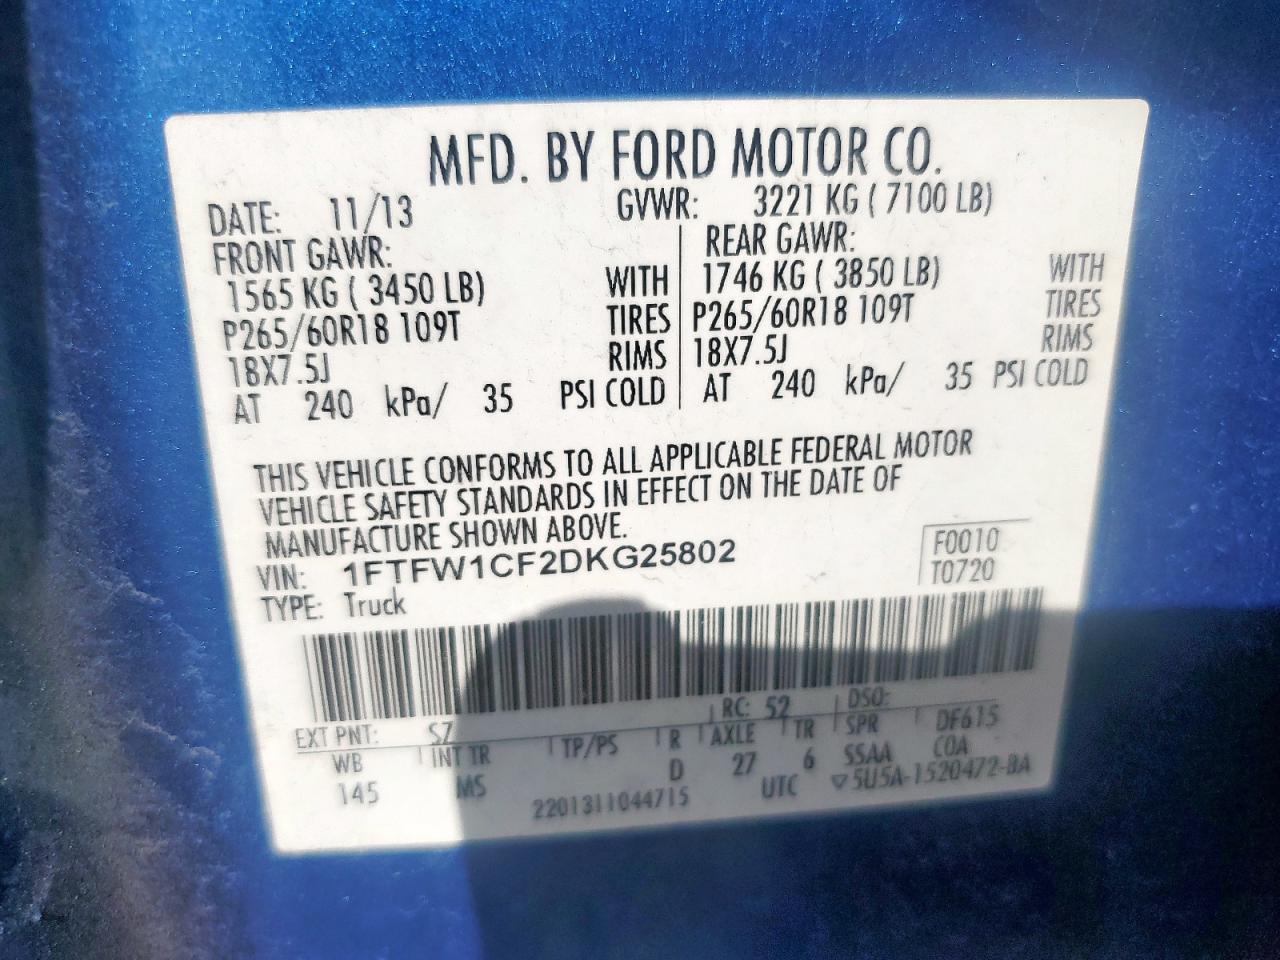 MFD. BY FORD MOTOR CO.
DATE: 11/13 GVWR: 3221 KG ( 7100 LB)
FRONT GAWR: REAR GAWR:
1565 KG ( 3450 LB) WITH 1746 KG ( 3850 LB) WITH
P265/60R18 109T TIRES P265/60R18 109T TIRES
18X7.5J RIMS 18X7.5J RIMS
AT 240 kPa/ 35 PSI COLD AT 240 kPa/ 35 PSI COLD
THIS VEHICLE CONFORMS TO ALL APPLICABLE FEDERAL MOTOR
VEHICLE SAFETY STANDARDS IN EFFECT ON THE DATE OF
MANUFACTURE SHOWN ABOVE.
VIN: 1FTFW1CF2DKG25802 F0010
TYPE: Truck T0720
EXT PNT: SZ RC: 52 DSO:
WB INT TR TP/PS R AXLE TR SPR DF615
145 MS D 27 6 SSAA COA
2201311044715 UTC ▽5U5A-1520472-BA